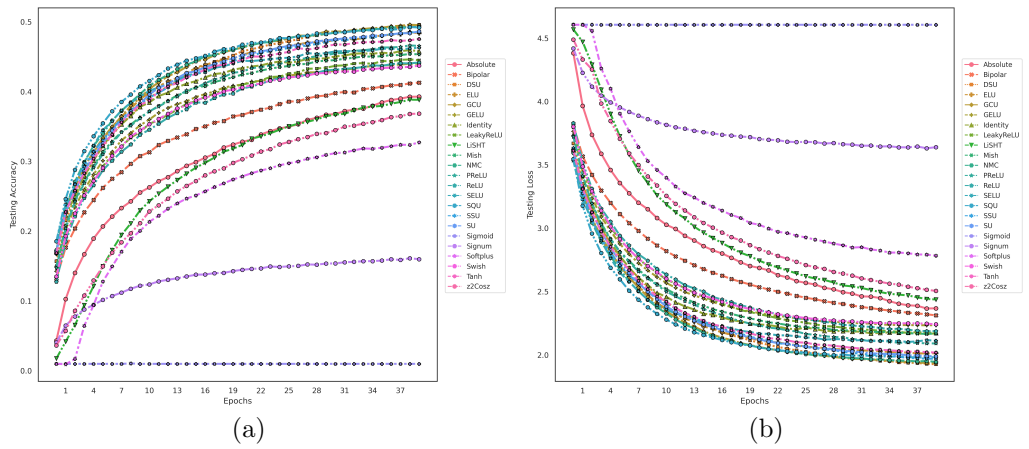 0.5
0.4
0.3
0.2
0.1
0.0
Testing Accuracy
1 4 7 10 13 16 19 22 25 28 31 34 37
Epochs
Absolute
Bipolar
DSU
ELU
GCU
GELU
Identity
LeakyReLU
LiSHT
Mish
NMC
PReLU
ReLU
SELU
SQU
SSU
SU
Sigmoid
Signum
Softplus
Swish
Tanh
z2Cosz
(a)
4.5
4.0
3.5
3.0
2.5
2.0
Testing Loss
1 4 7 10 13 16 19 22 25 28 31 34 37
Epochs
Absolute
Bipolar
DSU
ELU
GCU
GELU
Identity
LeakyReLU
LiSHT
Mish
NMC
PReLU
ReLU
SELU
SQU
SSU
SU
Sigmoid
Signum
Softplus
Swish
Tanh
z2Cosz
(b)